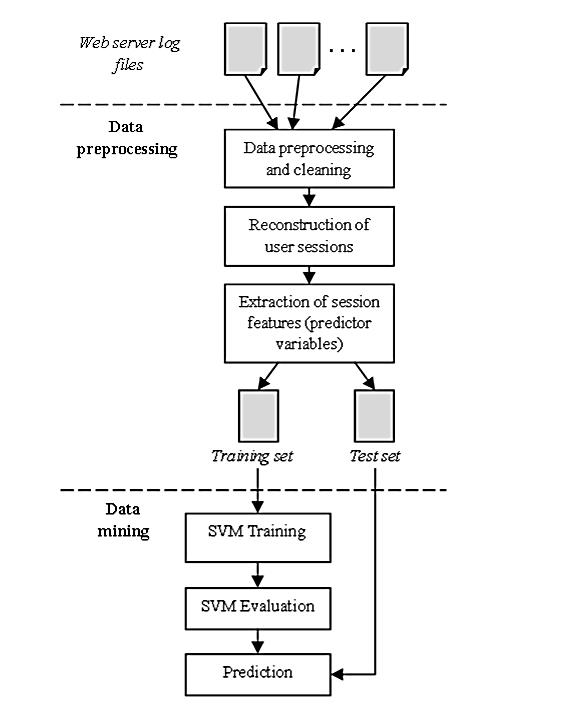 Web server log
files
Data
preprocessing
Data preprocessing
and cleaning
Reconstruction of
user sessions
Extraction of session
features (predictor
variables)
Training set
Test set
Data
mining
SVM Training
SVM Evaluation
Prediction